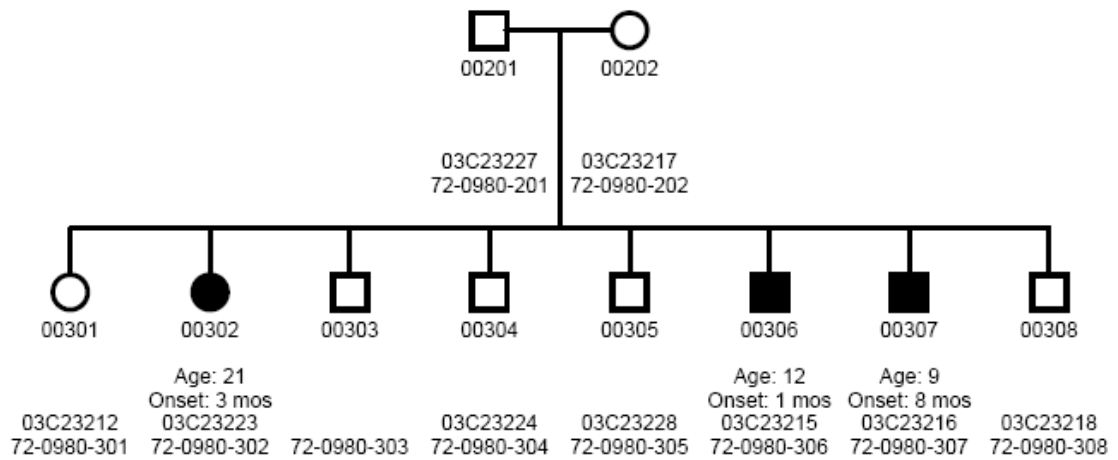 00201 00202
03C23227 03C23217
72-0980-201 72-0980-202
00301 00302 00303 00304 00305 00306 00307 00308
Age: 21 Age: 12 Age: 9
Onset: 3 mos Onset: 1 mos Onset: 8 mos
03C23212 03C23223 03C23224 03C23228 03C23215 03C23216 03C23218
72-0980-301 72-0980-302 72-0980-303 72-0980-304 72-0980-305 72-0980-306 72-0980-307 72-0980-308